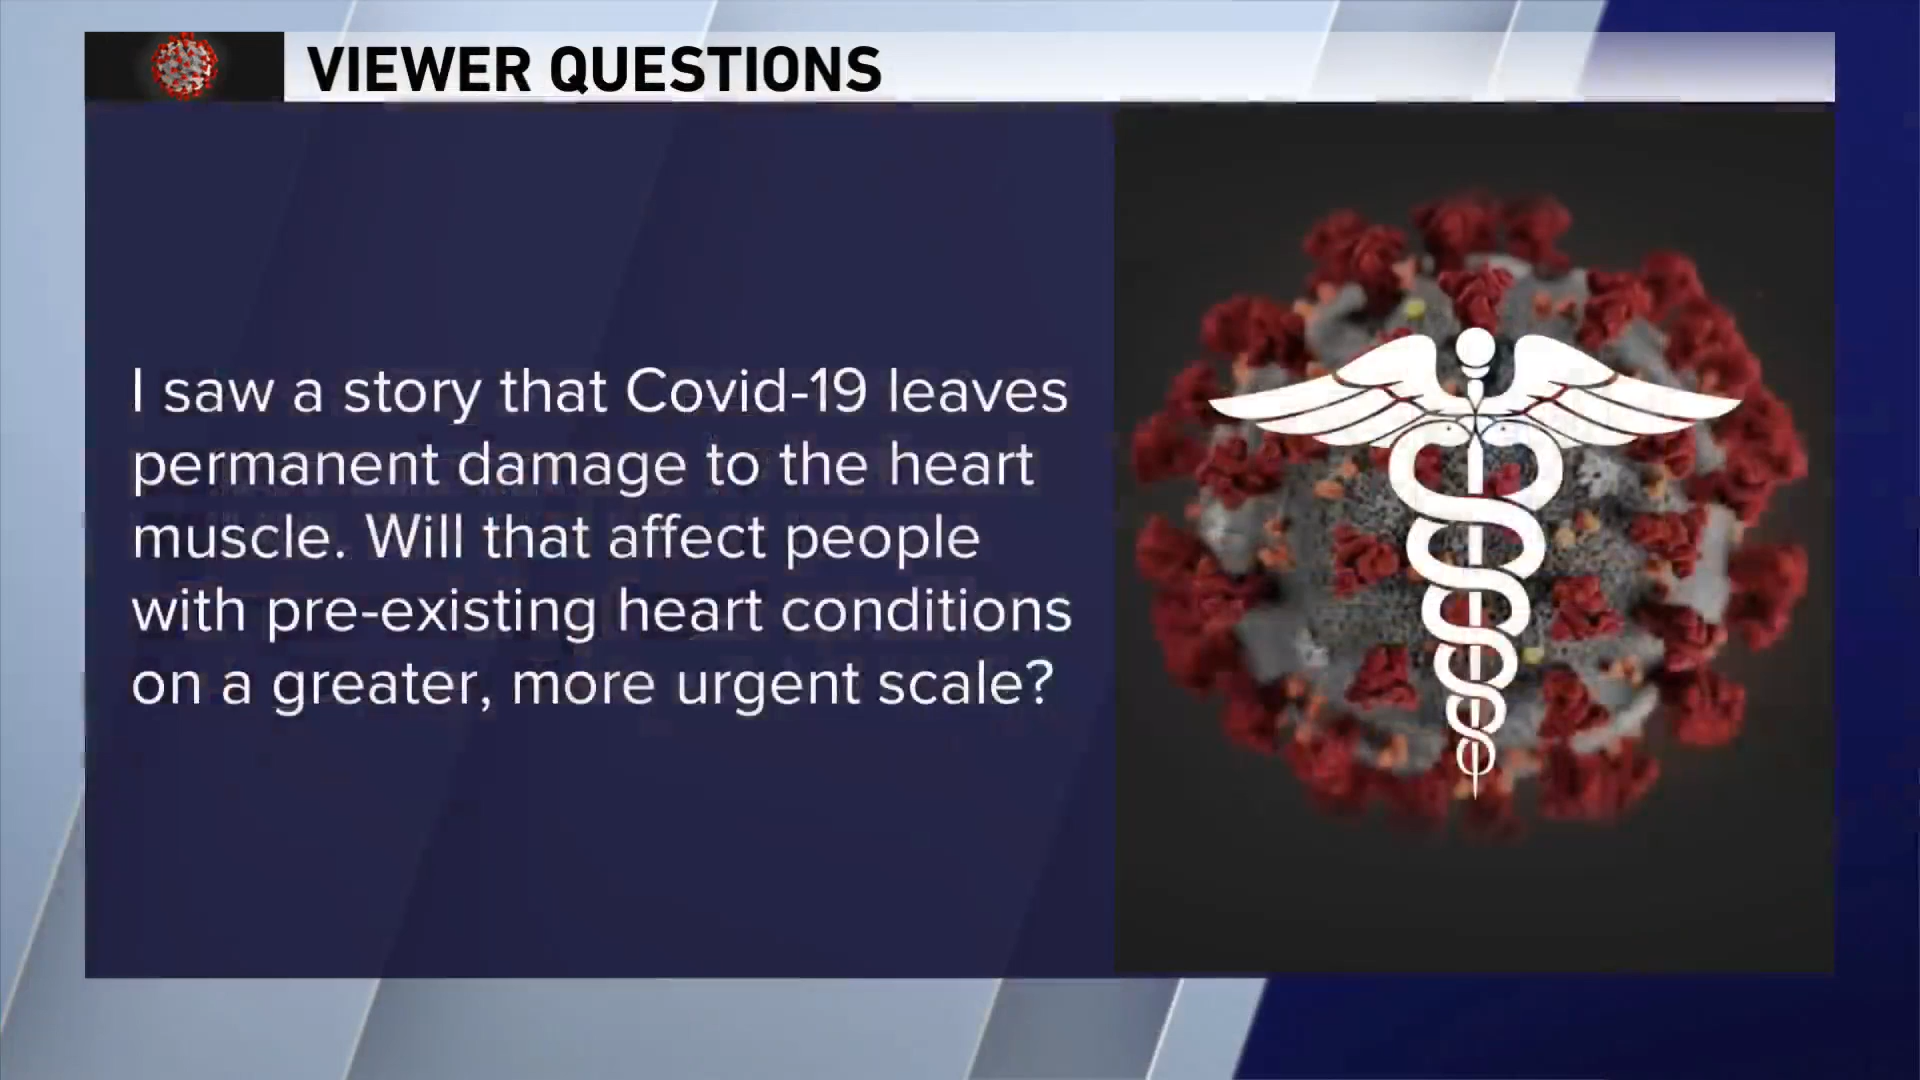 VIEWER QUESTIONS
I saw a story that Covid-19 leaves
permanent damage to the heart
muscle. Will that affect people
with pre-existing heart conditions
on a greater, more urgent scale?